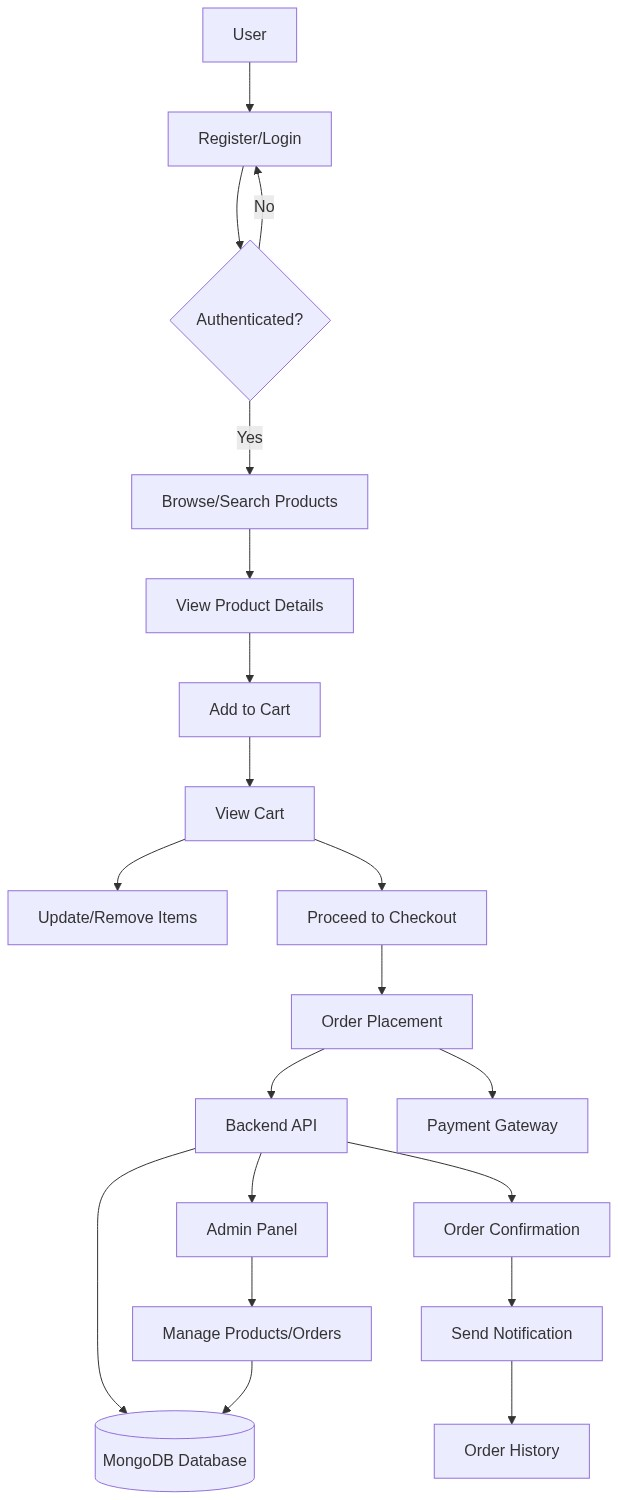 User
Register/Login
No
Authenticated?
Yes
Browse/Search Products
View Product Details
Add to Cart
View Cart
Update/Remove Items
Proceed to Checkout
Order Placement
Backend API
Payment Gateway
Admin Panel
Order Confirmation
Manage Products/Orders
Send Notification
MongoDB Database
Order History